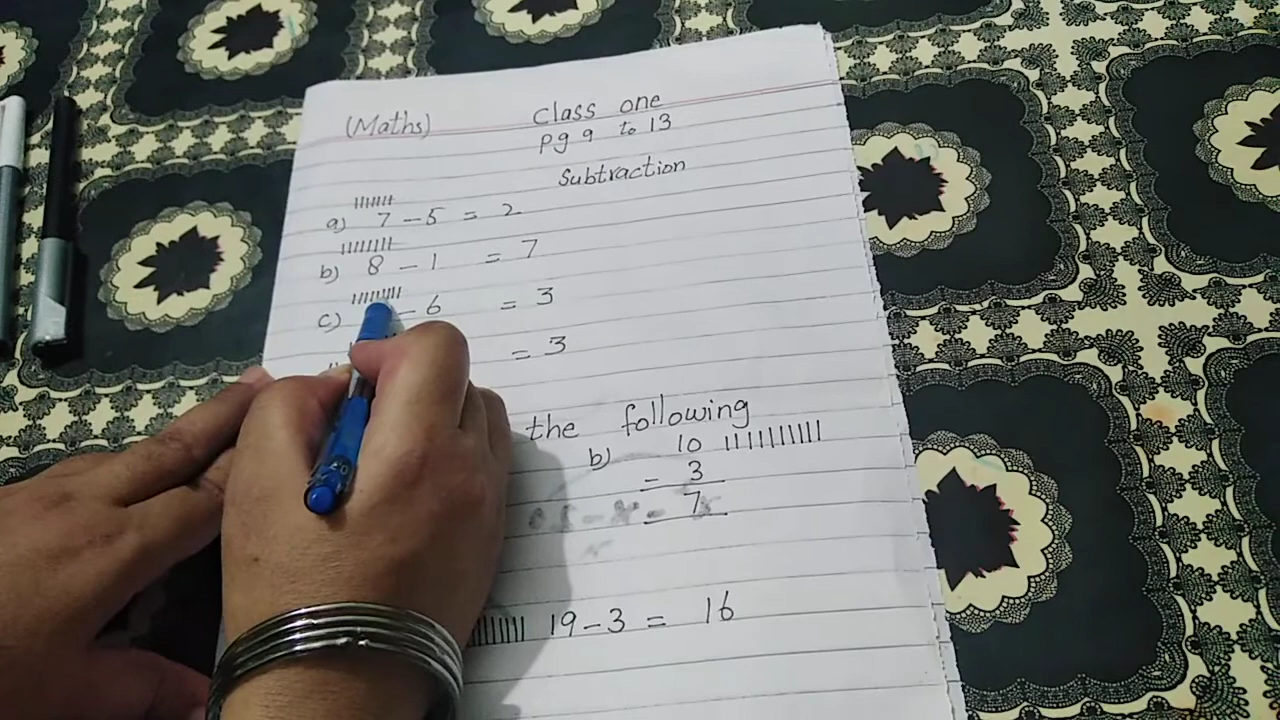 (Maths) Class one
Pg 9 to 13
Subtraction
a) 7 - 5 = 2
b) 8 - 1 = 7
c) - 6 = 3
= 3
the following
b) 10
- 3
7
19 - 3 = 16